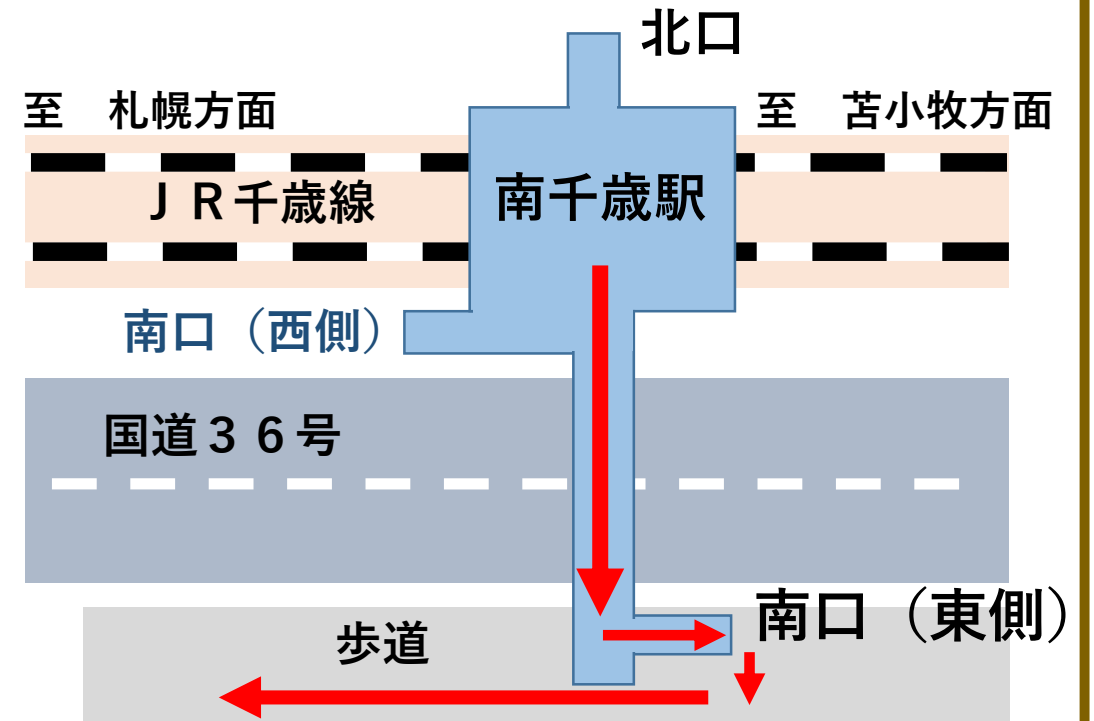 北口
至　札幌方面
至　苫小牧方面
ＪＲ千歳線
南千歳駅
南口（西側）
国道３６号
南口（東側）
歩道